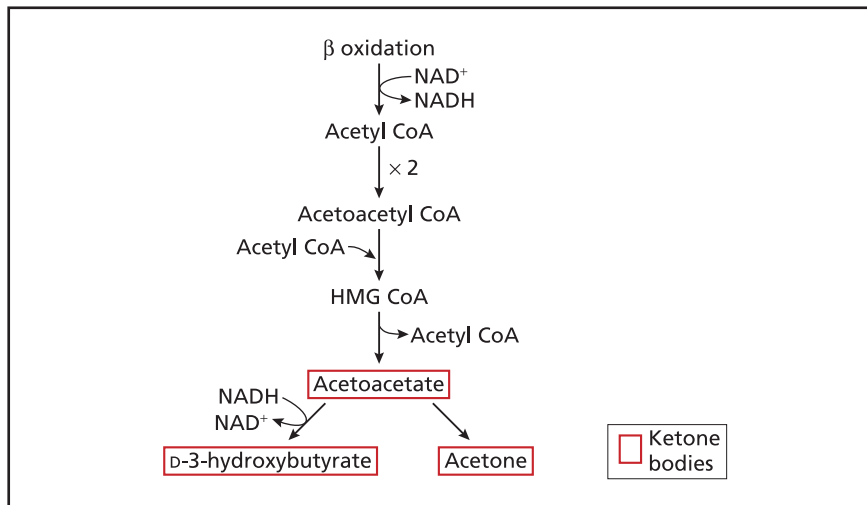 β oxidation
NAD⁺
NADH
Acetyl CoA
× 2
Acetoacetyl CoA
Acetyl CoA
HMG CoA
Acetyl CoA
Acetoacetate
NADH
NAD⁺
D-3-hydroxybutyrate
Acetone
Ketone
bodies